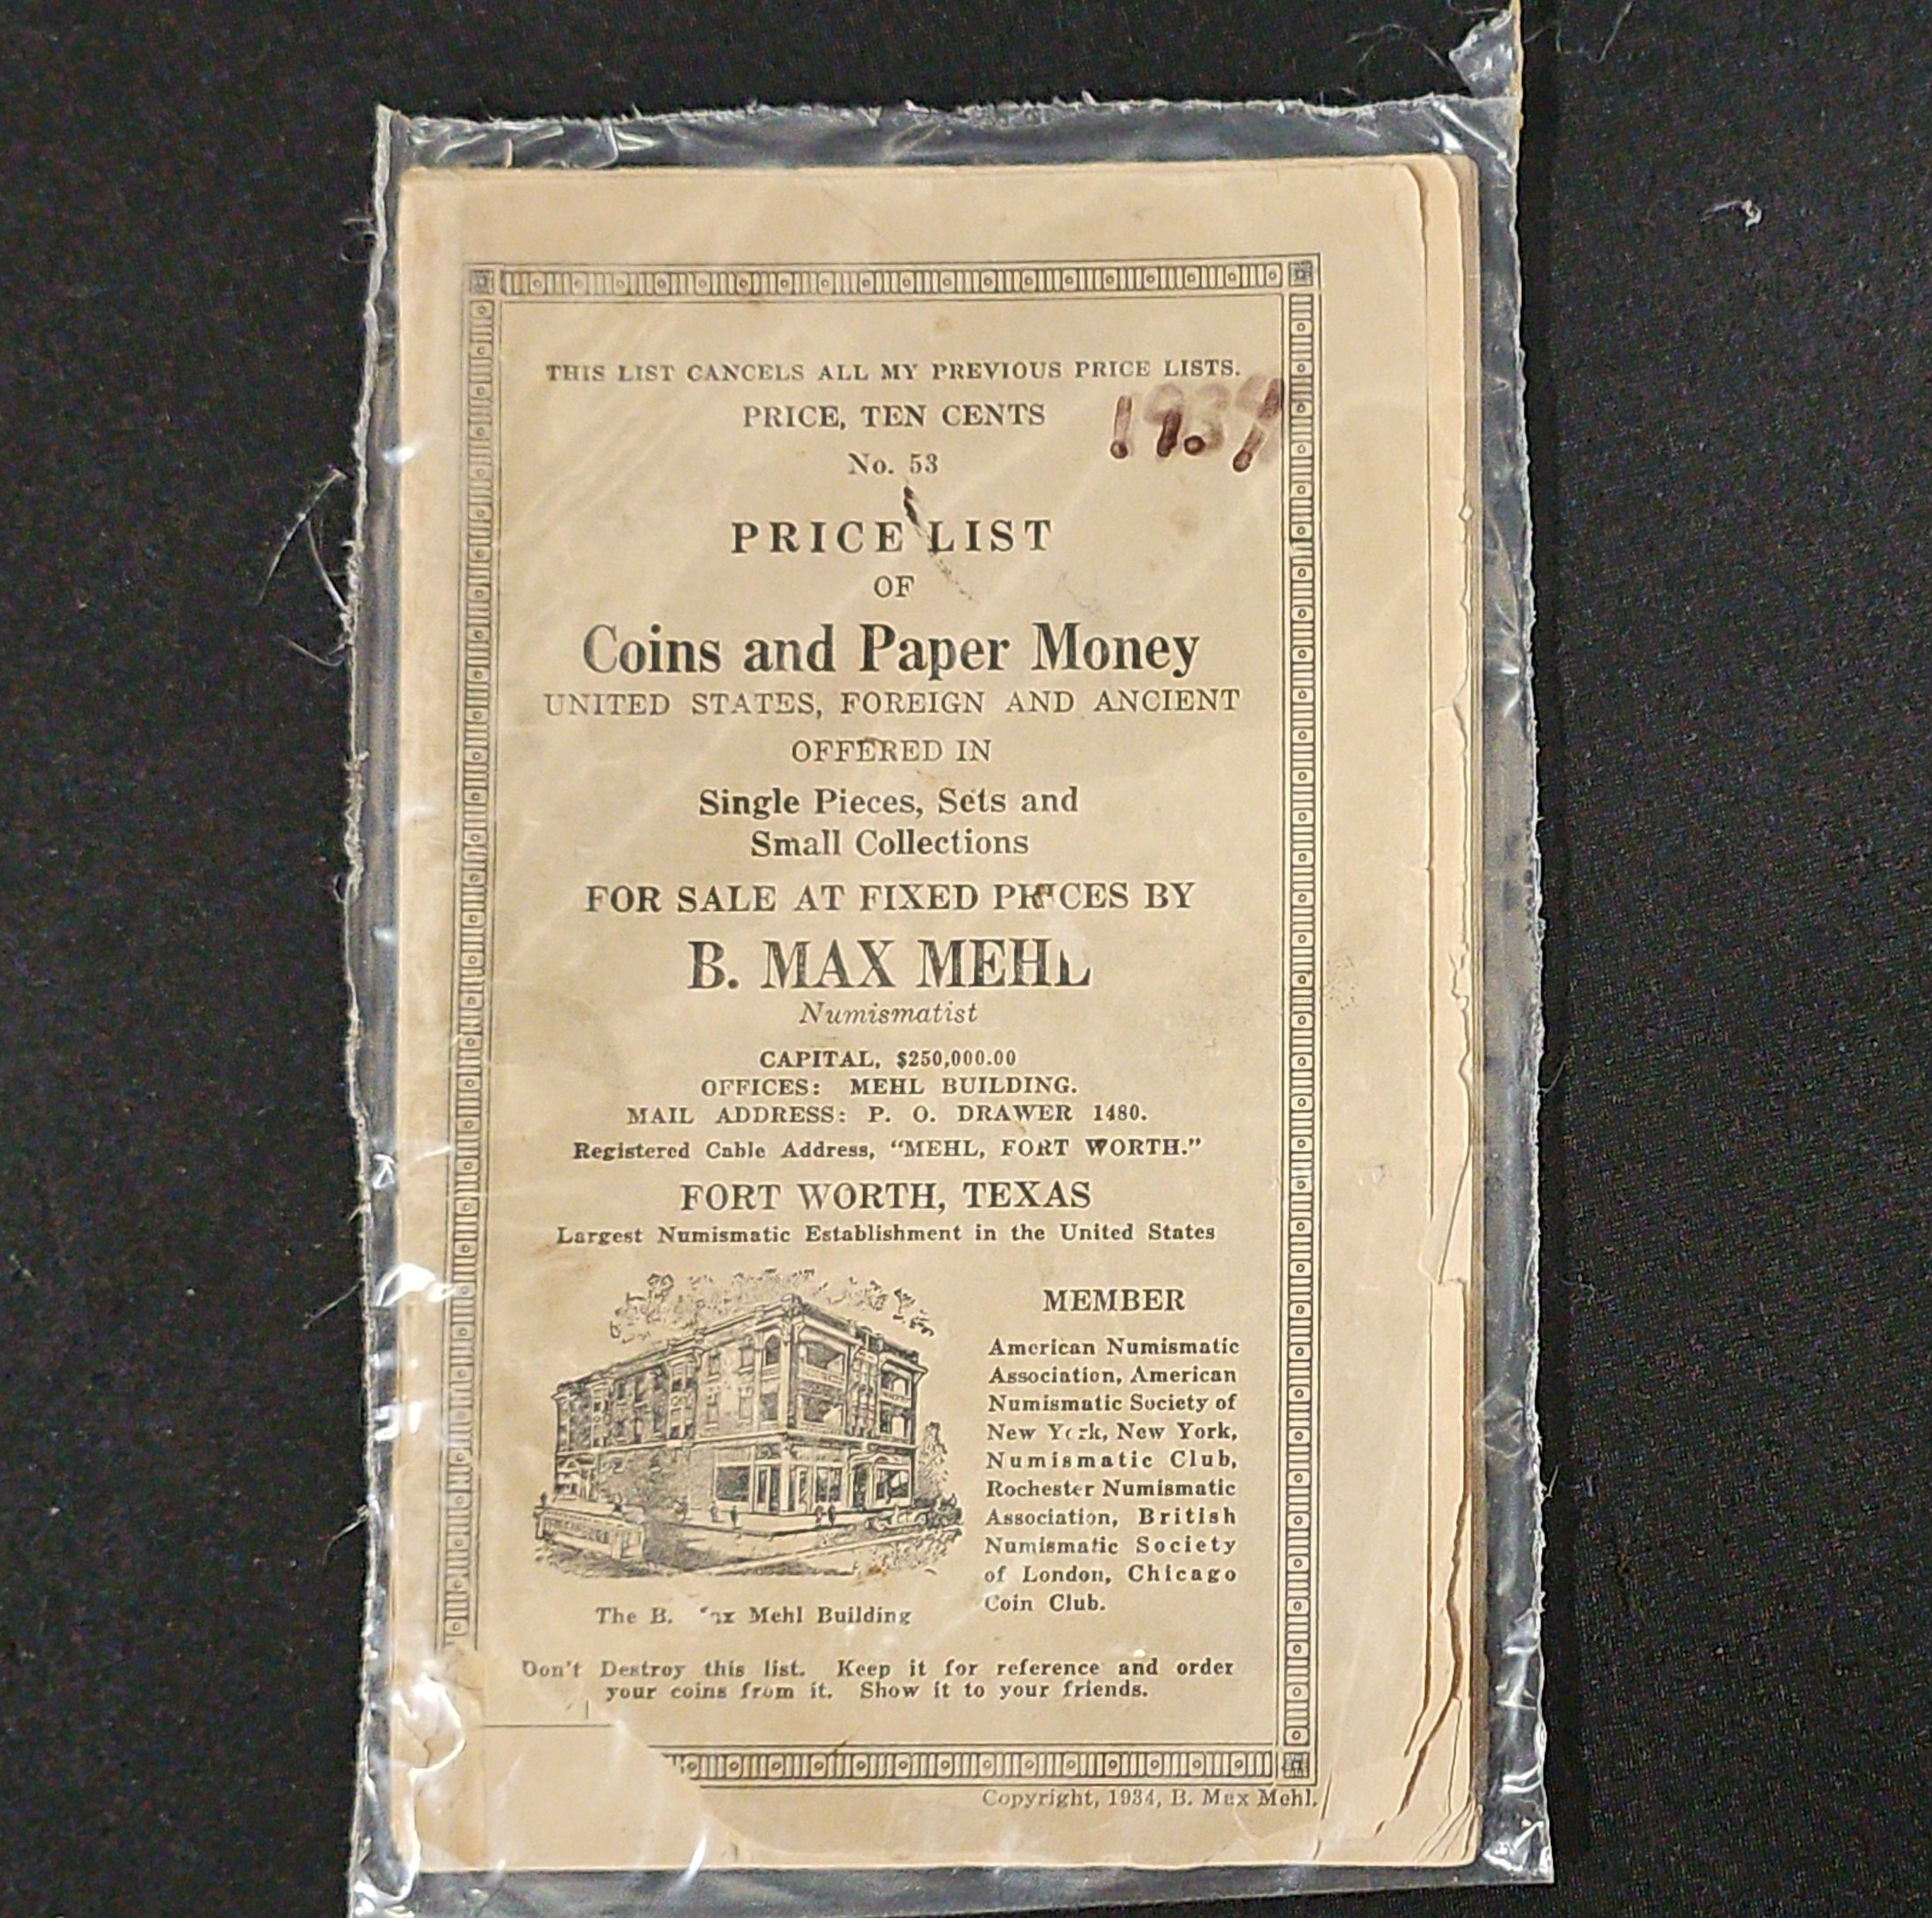 THIS LIST CANCELS ALL MY PREVIOUS PRICE LISTS.
PRICE, TEN CENTS
1939
No. 53
PRICE LIST
OF
Coins and Paper Money
UNITED STATES, FOREIGN AND ANCIENT
OFFERED IN
Single Pieces, Sets and
Small Collections
FOR SALE AT FIXED PRICES BY
B. MAX MEHL
Numismatist
CAPITAL, $250,000.00
OFFICES: MEHL BUILDING.
MAIL ADDRESS: P. O. DRAWER 1480.
Registered Cable Address, "MEHL, FORT WORTH."
FORT WORTH, TEXAS
Largest Numismatic Establishment in the United States
The B. Max Mehl Building
MEMBER
American Numismatic
Association, American
Numismatic Society of
New York, New York,
Numismatic Club,
Rochester Numismatic
Association, British
Numismatic Society
of London, Chicago
Coin Club.
Don't Destroy this list. Keep it for reference and order
your coins from it. Show it to your friends.
Copyright, 1934, B. Max Mehl.